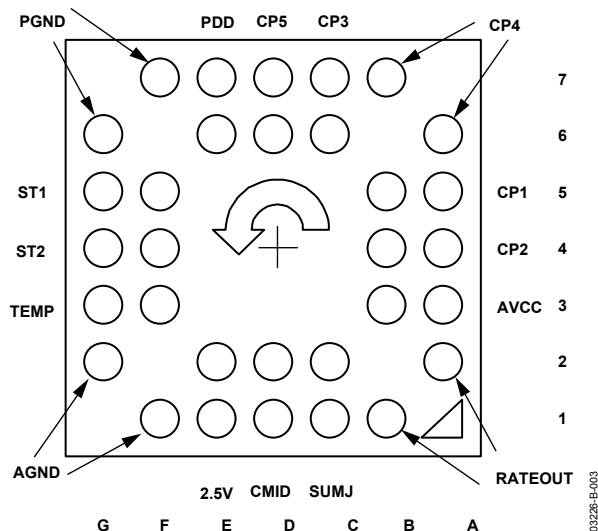 PGND PDD CP5 CP3 CP4
7
6
ST1 CP1 5
ST2 CP2 4
TEMP AVCC 3
2
1
AGND RATEOUT
2.5V CMID SUMJ
G F E D C B A
03226-B-003